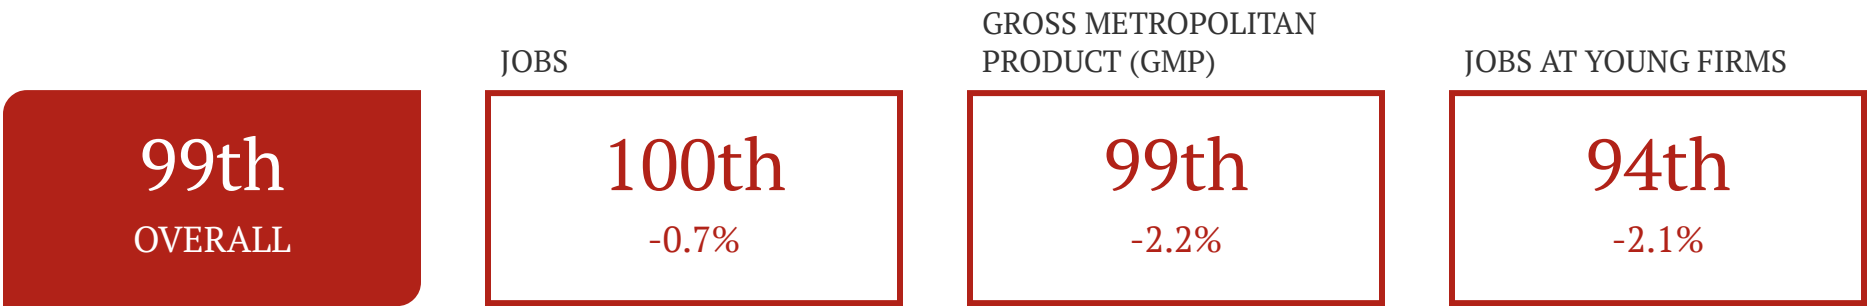 99th
OVERALL
JOBS
100th
-0.7%
GROSS METROPOLITAN
PRODUCT (GMP)
99th
-2.2%
JOBS AT YOUNG FIRMS
94th
-2.1%